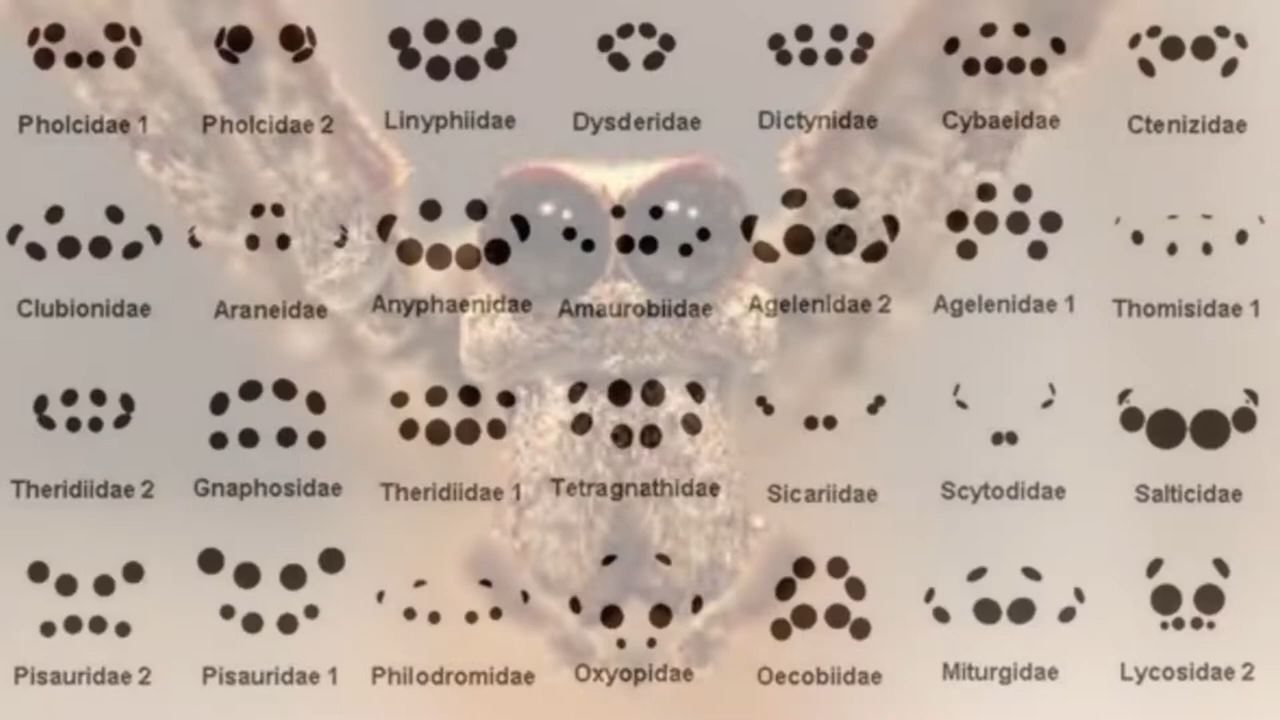 Pholcidae 1 Pholcidae 2 Linyphiidae Dysderidae Dictynidae Cybaeidae Ctenizidae
Clubionidae Araneidae Anyphaenidae Amaurobiidae Agelenidae 2 Agelenidae 1 Thomisidae 1
Theridiidae 2 Gnaphosidae Theridiidae 1 Tetragnathidae Sicariidae Scytodidae Salticidae
Pisauridae 2 Pisauridae 1 Philodromidae Oxyopidae Oecobiidae Miturgidae Lycosidae 2